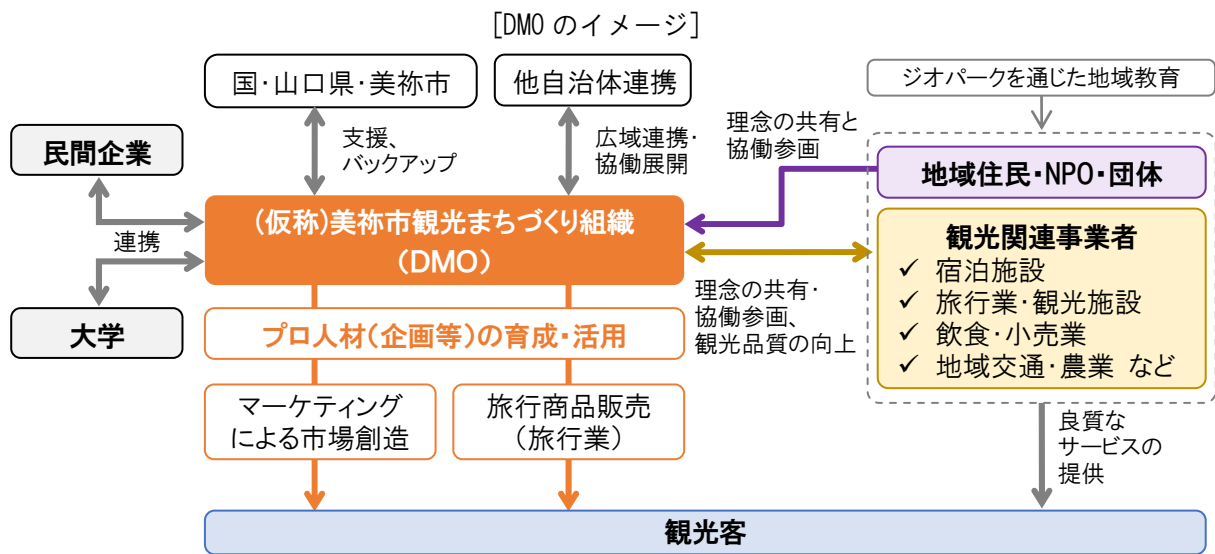 [DMO のイメージ]
国・山口県・美祢市
他自治体連携
ジオパークを通じた地域教育
支援、
バックアップ
広域連携・
協働展開
理念の共有と
協働参画
民間企業
連携
大学
(仮称)美祢市観光まちづくり組織
(DMO)
地域住民・NPO・団体
観光関連事業者
✓ 宿泊施設
✓ 旅行業・観光施設
✓ 飲食・小売業
✓ 地域交通・農業 など
理念の共有・
協働参画、
観光品質の向上
プロ人材(企画等)の育成・活用
マーケティング
による市場創造
旅行商品販売
(旅行業)
良質な
サービスの
提供
観光客